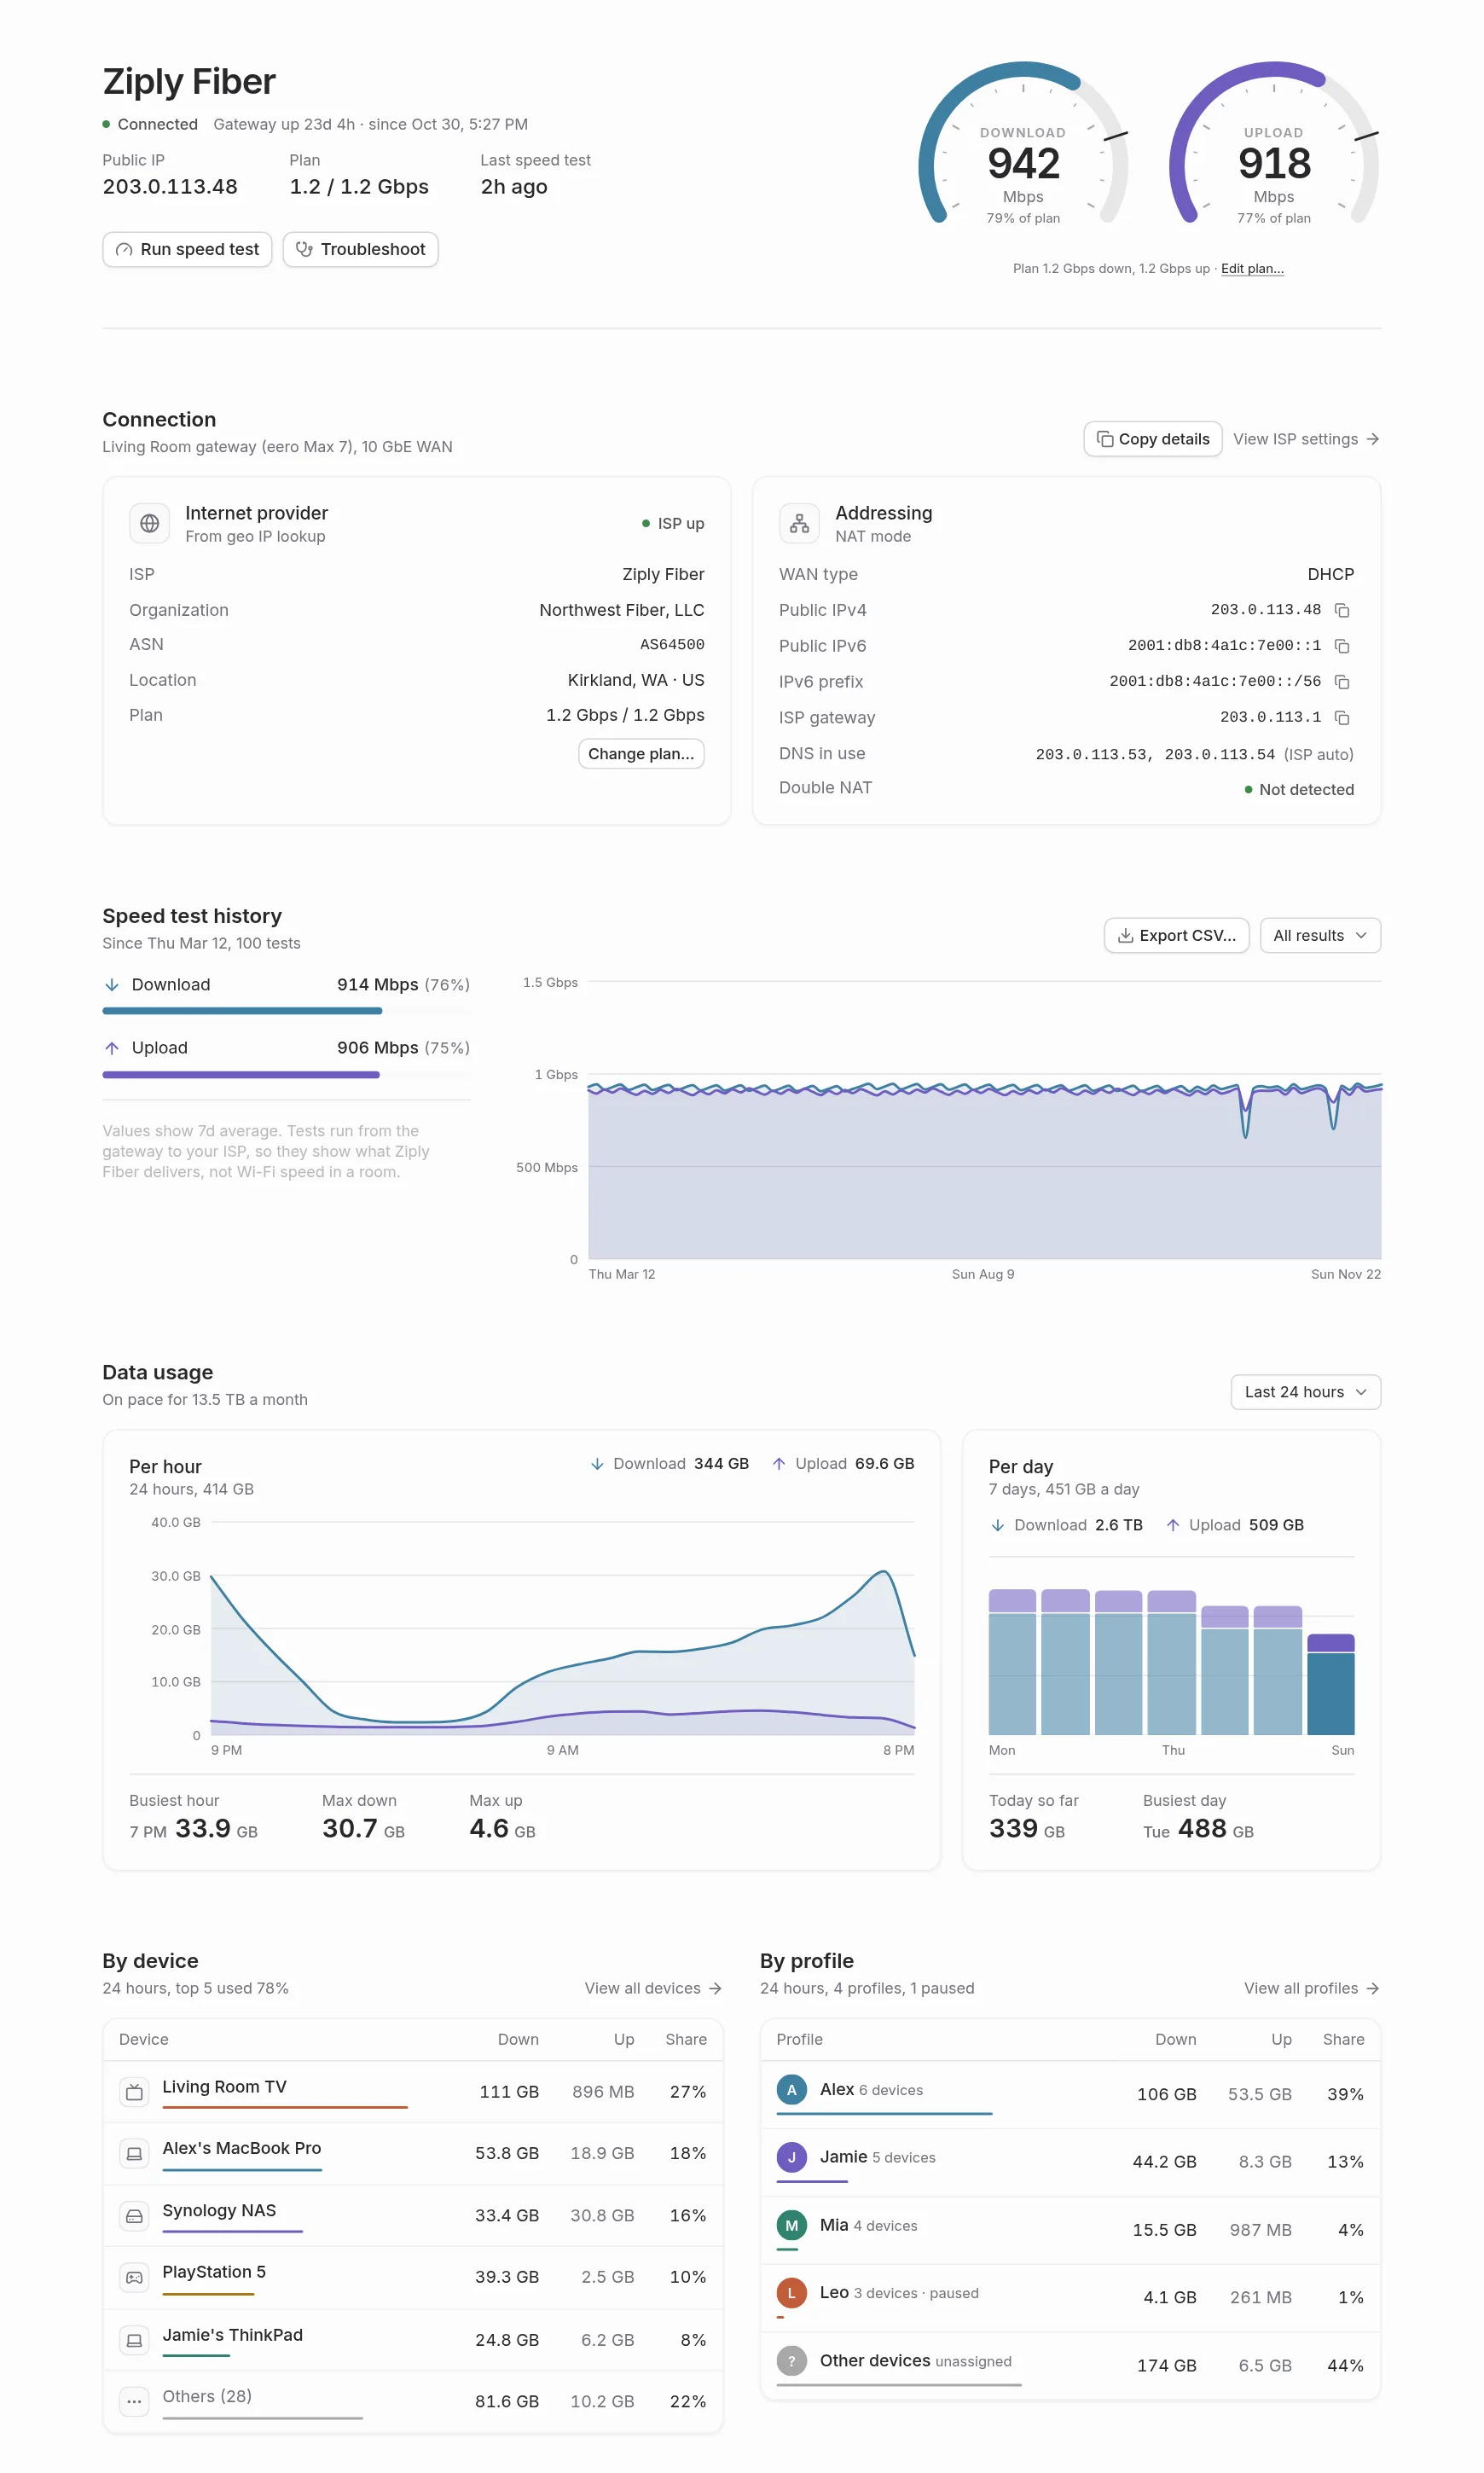 Ziply Fiber
Connected Gateway up 23d 4h · since Oct 30, 5:27 PM
Public IP
203.0.113.48
Plan
1.2 / 1.2 Gbps
Last speed test
2h ago
Run speed test
Troubleshoot
DOWNLOAD
942
Mbps
79% of plan
UPLOAD
918
Mbps
77% of plan
Plan 1.2 Gbps down, 1.2 Gbps up · Edit plan...
Connection
Living Room gateway (eero Max 7), 10 GbE WAN
Copy details
View ISP settings
Internet provider
From geo IP lookup
ISP up
ISP Ziply Fiber
Organization Northwest Fiber, LLC
ASN AS64500
Location Kirkland, WA · US
Plan 1.2 Gbps / 1.2 Gbps
Change plan...
Addressing
NAT mode
WAN type DHCP
Public IPv4 203.0.113.48
Public IPv6 2001:db8:4a1c:7e00::1
IPv6 prefix 2001:db8:4a1c:7e00::/56
ISP gateway 203.0.113.1
DNS in use 203.0.113.53, 203.0.113.54 (ISP auto)
Double NAT Not detected
Speed test history
Since Thu Mar 12, 100 tests
Export CSV...
All results
Download 914 Mbps (76%)
Upload 906 Mbps (75%)
Values show 7d average. Tests run from the
gateway to your ISP, so they show what Ziply
Fiber delivers, not Wi-Fi speed in a room.
1.5 Gbps
1 Gbps
500 Mbps
0
Thu Mar 12 Sun Aug 9 Sun Nov 22
Data usage
On pace for 13.5 TB a month
Last 24 hours
Per hour
24 hours, 414 GB
Download 344 GB Upload 69.6 GB
40.0 GB
30.0 GB
20.0 GB
10.0 GB
0
9 PM 9 AM 8 PM
Busiest hour
7 PM 33.9 GB
Max down
30.7 GB
Max up
4.6 GB
Per day
7 days, 451 GB a day
Download 2.6 TB Upload 509 GB
Mon Thu Sun
Today so far
339 GB
Busiest day
Tue 488 GB
By device
24 hours, top 5 used 78%
View all devices
Device Down Up Share
Living Room TV 111 GB 896 MB 27%
Alex's MacBook Pro 53.8 GB 18.9 GB 18%
Synology NAS 33.4 GB 30.8 GB 16%
PlayStation 5 39.3 GB 2.5 GB 10%
Jamie's ThinkPad 24.8 GB 6.2 GB 8%
Others (28) 81.6 GB 10.2 GB 22%
By profile
24 hours, 4 profiles, 1 paused
View all profiles
Profile Down Up Share
A Alex 6 devices 106 GB 53.5 GB 39%
J Jamie 5 devices 44.2 GB 8.3 GB 13%
M Mia 4 devices 15.5 GB 987 MB 4%
L Leo 3 devices · paused 4.1 GB 261 MB 1%
? Other devices unassigned 174 GB 6.5 GB 44%